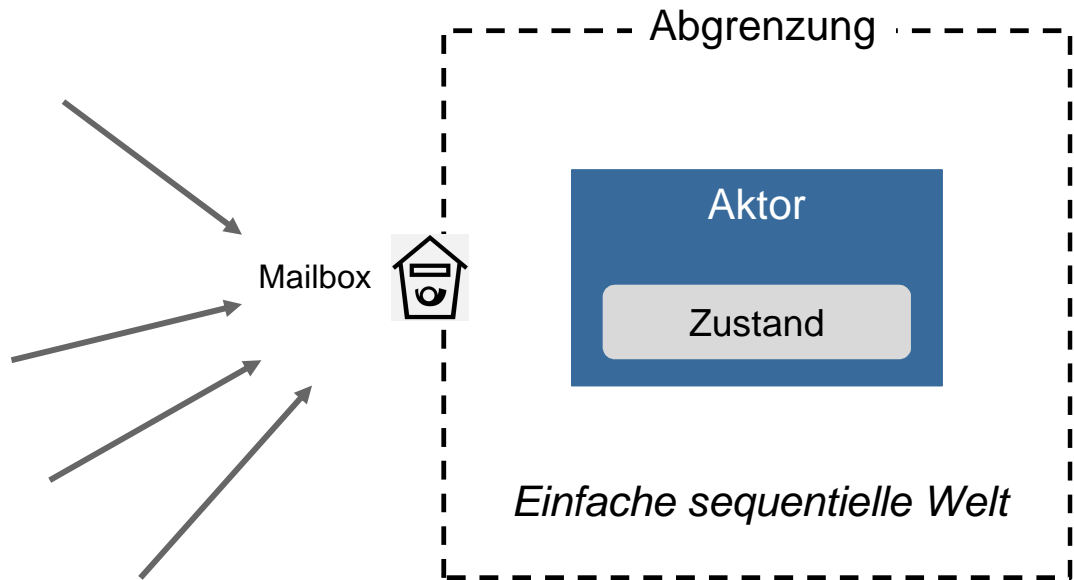 Abgrenzung
Aktor
Mailbox
Zustand
Einfache sequentielle Welt